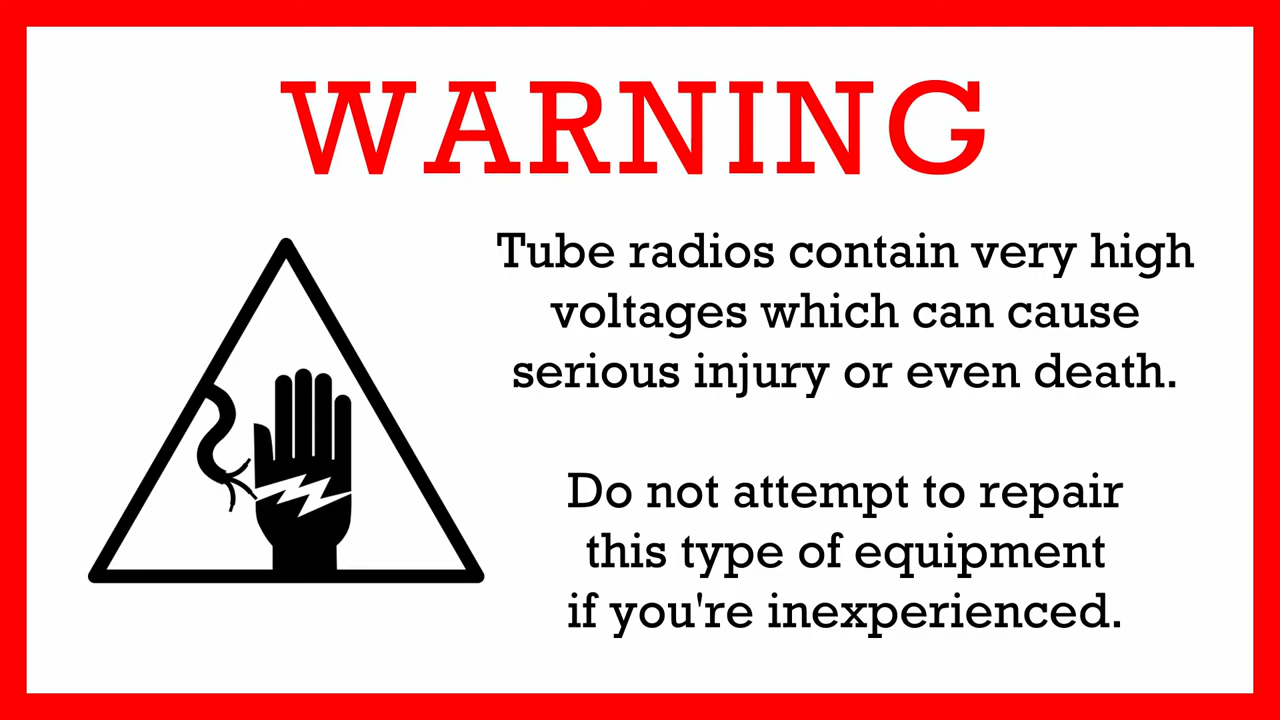 WARNING
Tube radios contain very high
voltages which can cause
serious injury or even death.
Do not attempt to repair
this type of equipment
if you're inexperienced.